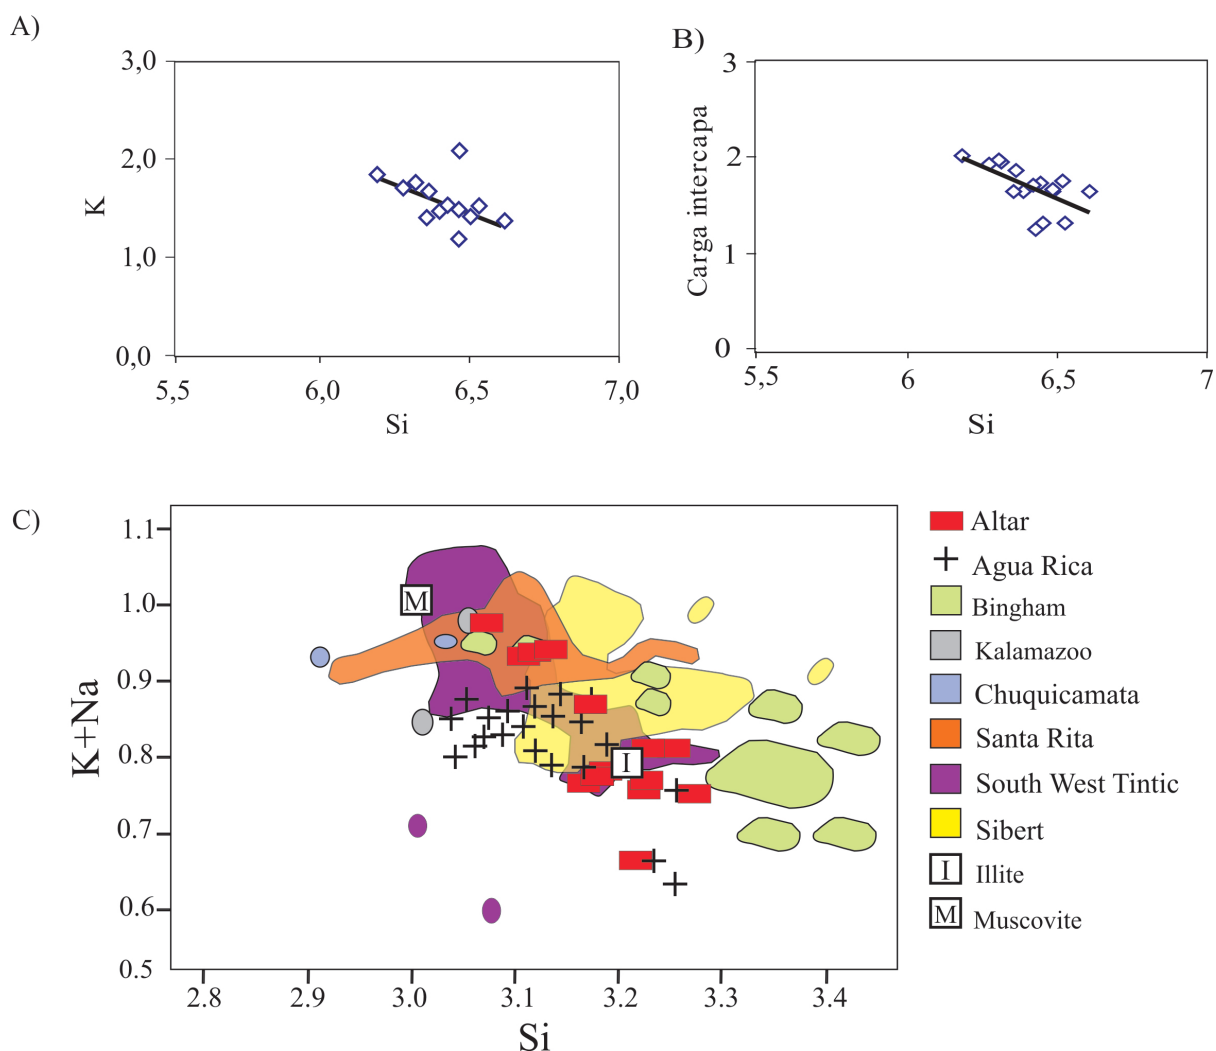 A)
3,0
2,0
1,0
0,0
K
5,5 6,0 6,5 7,0
Si
B)
3
2
1
0
Carga intercapa
5,5 6 6,5 7
Si
C)
1.1
1.0
0.9
0.8
0.7
0.6
0.5
K+Na
2.8 2.9 3.0 3.1 3.2 3.3 3.4
Si
M
I
Altar
Agua Rica
Bingham
Kalamazoo
Chuquicamata
Santa Rita
South West Tintic
Sibert
I Illite
M Muscovite